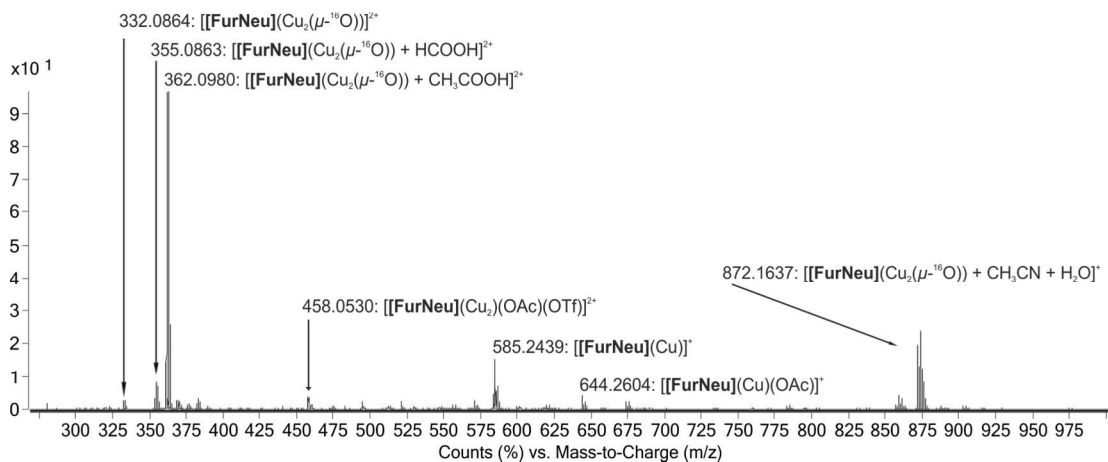 332.0864: [[FurNeu](Cu₂(μ-¹⁶O))]²⁺
355.0863: [[FurNeu](Cu₂(μ-¹⁶O)) + HCOOH]²⁺
362.0980: [[FurNeu](Cu₂(μ-¹⁶O)) + CH₃COOH]²⁺
x10 1
9
8
7
6
5
4
3
2
1
0
872.1637: [[FurNeu](Cu₂(μ-¹⁶O)) + CH₃CN + H₂O]⁺
458.0530: [[FurNeu](Cu₂)(OAc)(OTf)]²⁺
585.2439: [[FurNeu](Cu)]⁺
644.2604: [[FurNeu](Cu)(OAc)]⁺
300 325 350 375 400 425 450 475 500 525 550 575 600 625 650 675 700 725 750 775 800 825 850 875 900 925 950 975
Counts (%) vs. Mass-to-Charge (m/z)